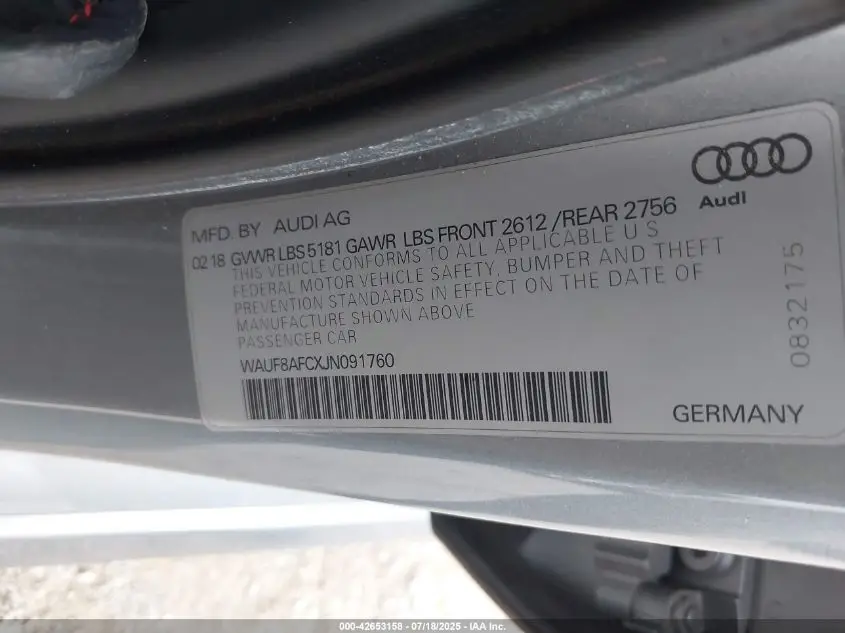 Audi
MFD. BY AUDI AG
02 18 GVWR LBS 5181 GAWR LBS FRONT 2612 /REAR 2756
THIS VEHICLE CONFORMS TO ALL APPLICABLE U S
FEDERAL MOTOR VEHICLE SAFETY, BUMPER AND THEFT
PREVENTION STANDARDS IN EFFECT ON THE DATE OF
MANUFACTURE SHOWN ABOVE
PASSENGER CAR
WAUF8AFCXJN091760
0832175
GERMANY
000-42653158 - 07/18/2025 - IAA Inc.